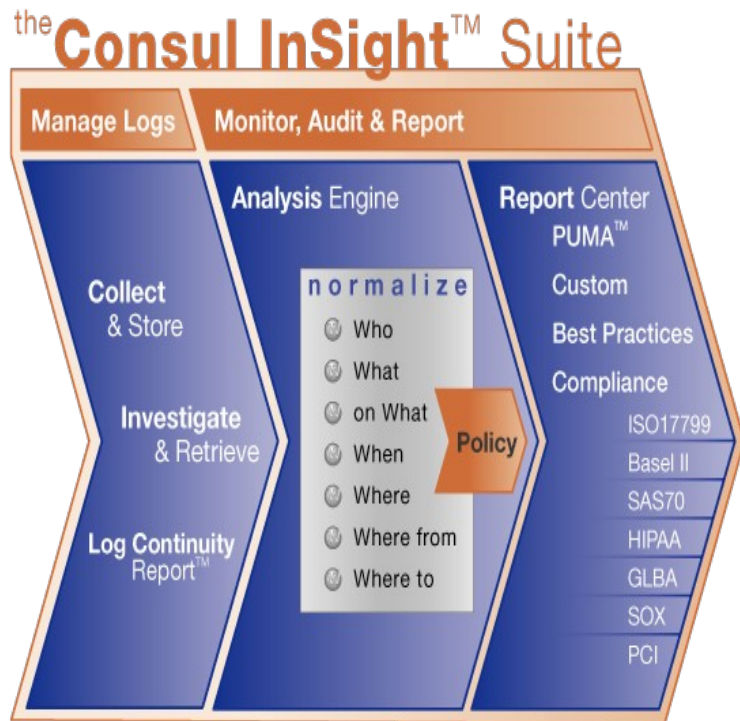 the Consul InSight™ Suite
Manage Logs
Monitor, Audit & Report
Collect
& Store
Investigate
& Retrieve
Log Continuity
Report™
Analysis Engine
normalize
Who
What
on What
When
Where
Where from
Where to
Policy
Report Center
PUMA™
Custom
Best Practices
Compliance
ISO17799
Basel II
SAS70
HIPAA
GLBA
SOX
PCI